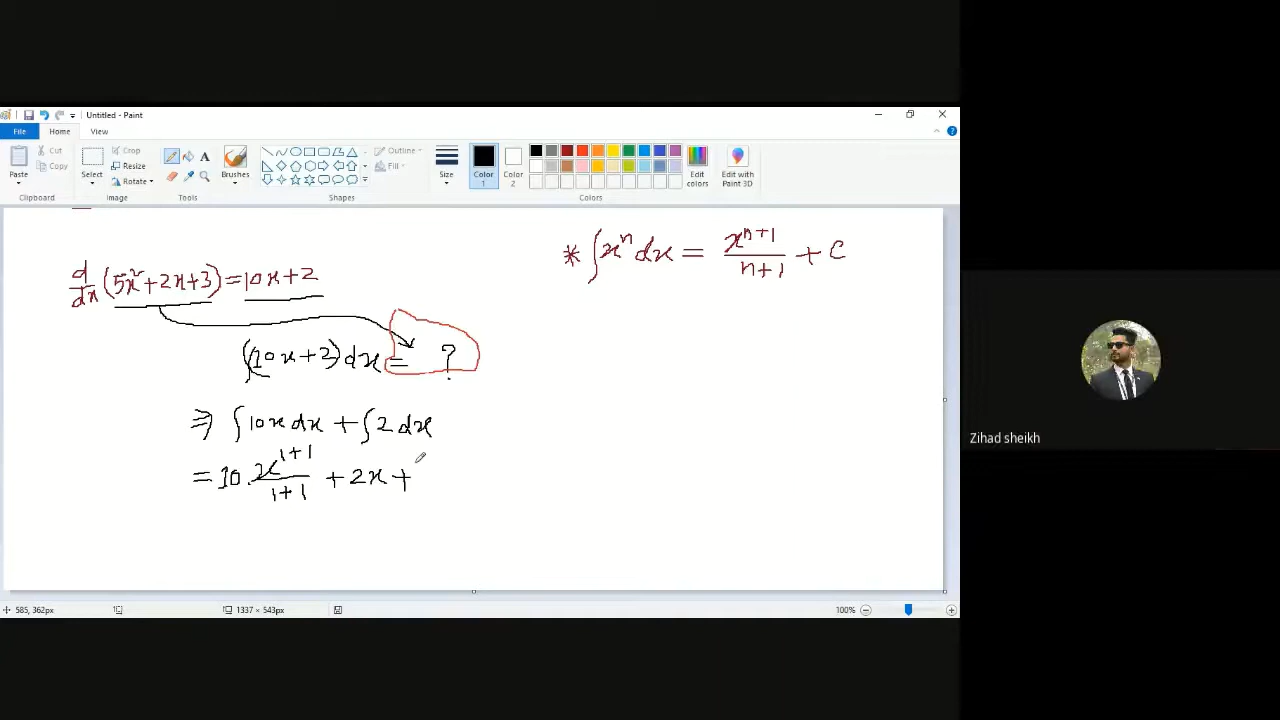 Untitled - Paint
File Home View
Cut
Copy
Paste
Clipboard
Crop
Resize
Rotate
Select
Image
Tools
Brushes
Outline
Fill
Shapes
Size
Color 1
Color 2
Edit colors
Edit with Paint 3D
Colors
* ∫xⁿ dx = xⁿ⁺¹/(n+1) + c
d/dx (5x²+2x+3) = 10x+2
∫(10x+2) dx = ?
⇒ ∫10x dx + ∫2 dx
= 10. x¹⁺¹/(1+1) + 2x +
Zihad sheikh
585, 362px
1337 × 543px
100%